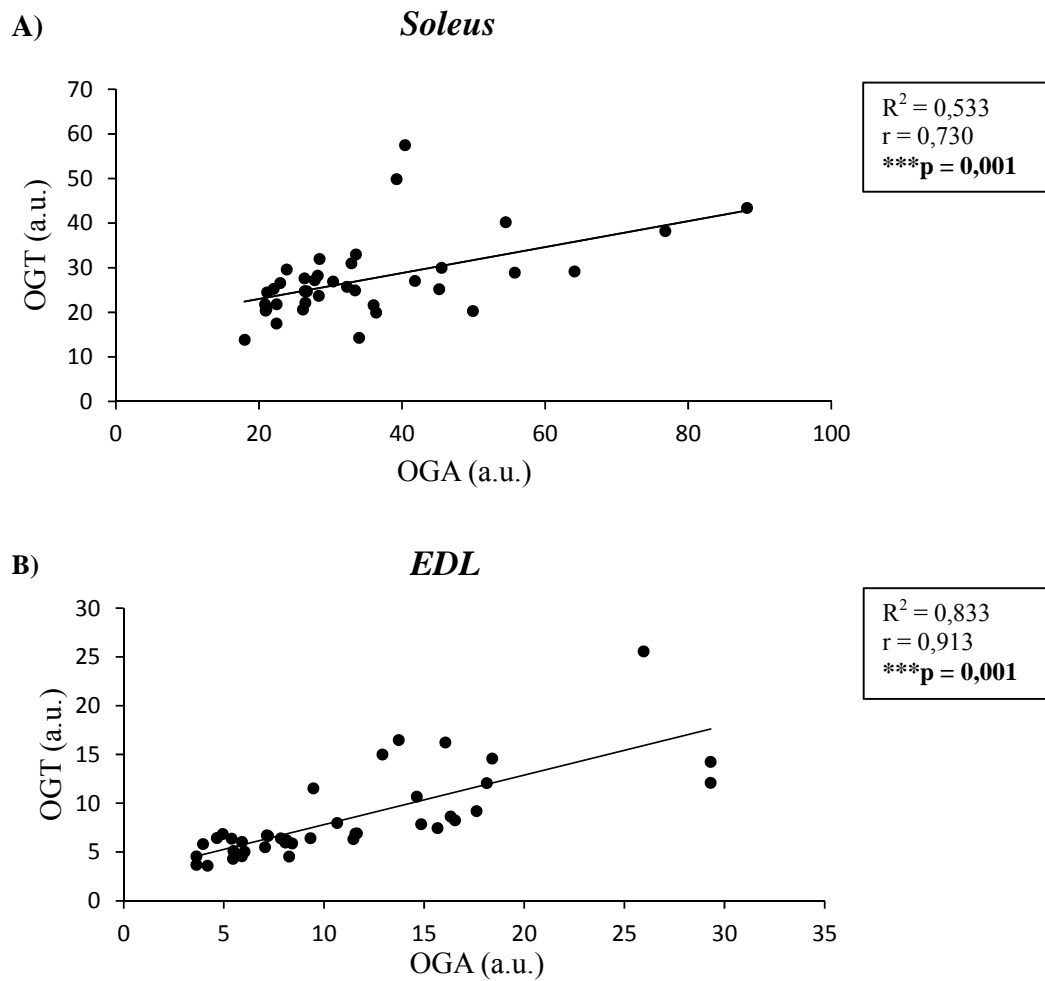 A)
Soleus
70
60
50
40
30
20
10
0
OGT (a.u.)
0 20 40 60 80 100
OGA (a.u.)
R² = 0,533
r = 0,730
***p = 0,001
B)
EDL
30
25
20
15
10
5
0
OGT (a.u.)
0 5 10 15 20 25 30 35
OGA (a.u.)
R² = 0,833
r = 0,913
***p = 0,001